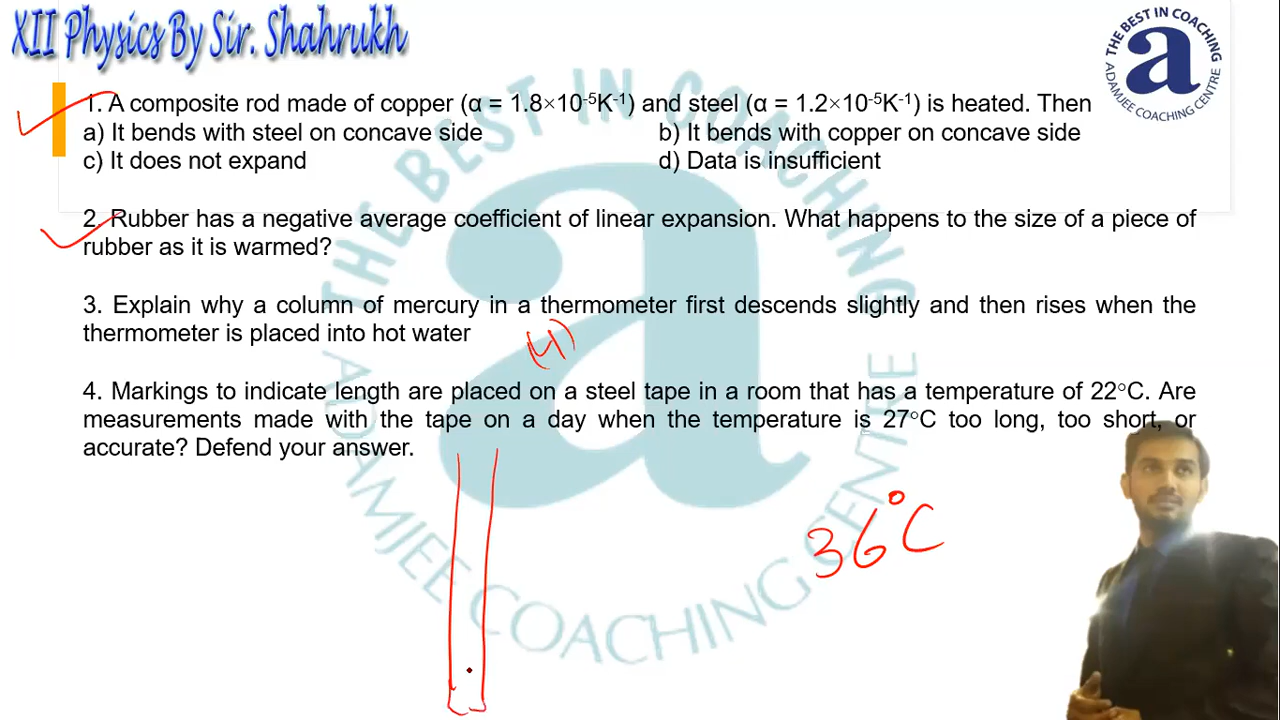 XII Physics By Sir. Shahrukh
THE BEST IN COACHING
a
ADAMJEE COACHING CENTRE
1. A composite rod made of copper (α = 1.8×10⁻⁵K⁻¹) and steel (α = 1.2×10⁻⁵K⁻¹) is heated. Then
a) It bends with steel on concave side b) It bends with copper on concave side
c) It does not expand d) Data is insufficient
2. Rubber has a negative average coefficient of linear expansion. What happens to the size of a piece of
rubber as it is warmed?
3. Explain why a column of mercury in a thermometer first descends slightly and then rises when the
thermometer is placed into hot water
(4)
4. Markings to indicate length are placed on a steel tape in a room that has a temperature of 22°C. Are
measurements made with the tape on a day when the temperature is 27°C too long, too short, or
accurate? Defend your answer.
36°C
THE BEST IN COACHING
a
ADAMJEE COACHING CENTRE